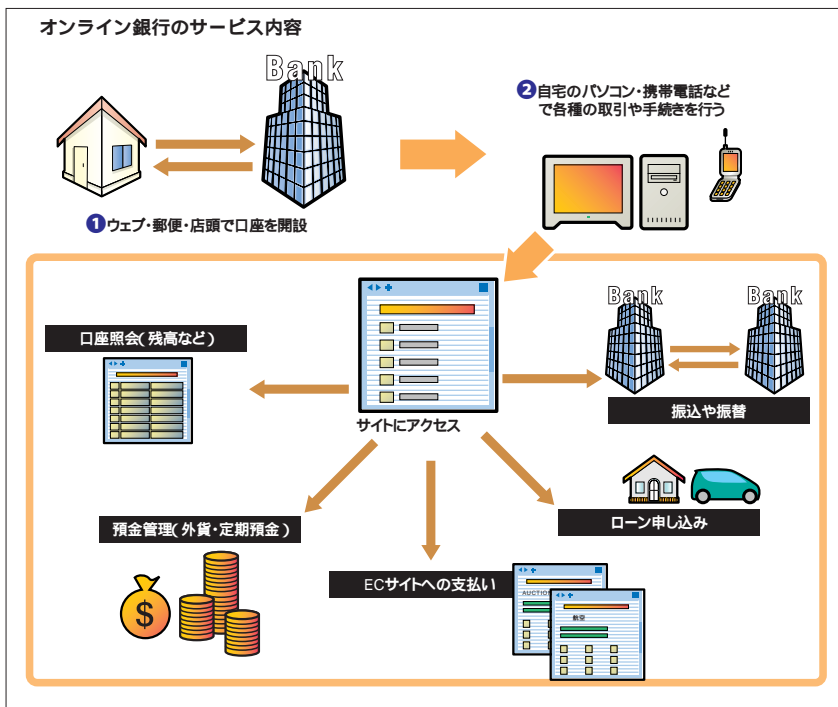 オンライン銀行のサービス内容
Bank
❷自宅のパソコン・携帯電話など
で各種の取引や手続きを行う
❶ウェブ・郵便・店頭で口座を開設
口座照会(残高など)
サイトにアクセス
Bank
Bank
振込や振替
ローン申し込み
預金管理(外貨・定期預金)
$
ECサイトへの支払い
AUCTION
航空